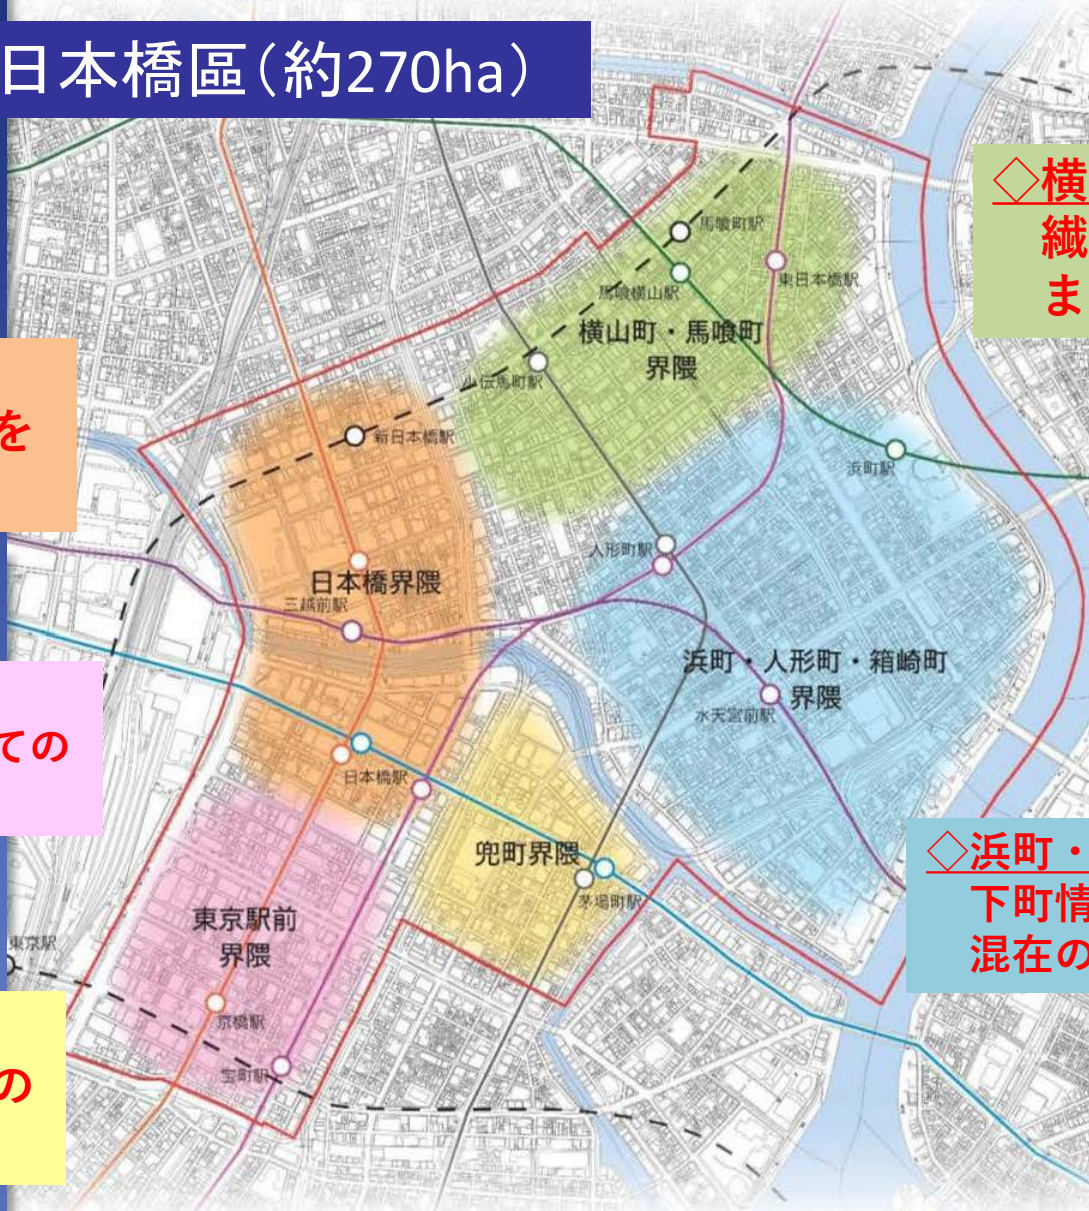 日本橋區（約270ha）
◇横
繊
ま
馬喰町駅
馬喰横山駅
東日本橋駅
横山町・馬喰町
界隈
小伝馬町駅
新日本橋駅
を
浜町駅
人形町駅
日本橋界隈
三越前駅
浜町・人形町・箱崎町
界隈
水天宮前駅
ての
日本橋駅
兜町界隈
茅場町駅
◇浜町・
下町情
混在の
東京駅前
界隈
東京駅
京橋駅
宝町駅
の